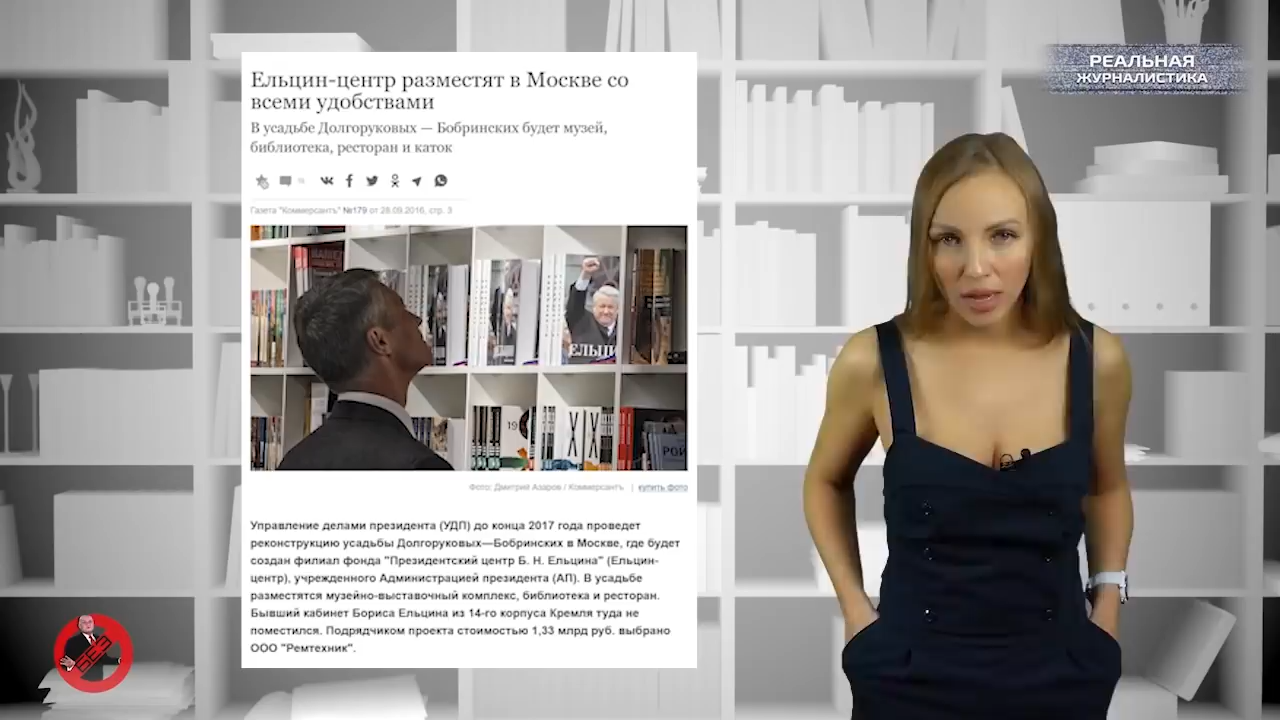 Ельцин-центр разместят в Москве со
всеми удобствами
В усадьбе Долгоруковых — Бобринских будет музей,
библиотека, ресторан и каток
Газета "Коммерсантъ" №179 от 28.09.2016, стр. 3
ЕЛЬЦИ
XIX
РОЙ
Фото: Дмитрий Азаров / Коммерсантъ | купить фото
Управление делами президента (УДП) до конца 2017 года проведет
реконструкцию усадьбы Долгоруковых—Бобринских в Москве, где будет
создан филиал фонда "Президентский центр Б. Н. Ельцина" (Ельцин-
центр), учрежденного Администрацией президента (АП). В усадьбе
разместятся музейно-выставочный комплекс, библиотека и ресторан.
Бывший кабинет Бориса Ельцина из 14-го корпуса Кремля туда не
поместился. Подрядчиком проекта стоимостью 1,33 млрд руб. выбрано
ООО "Ремтехник".
РЕАЛЬНАЯ
ЖУРНАЛИСТИКА
БЕЗ